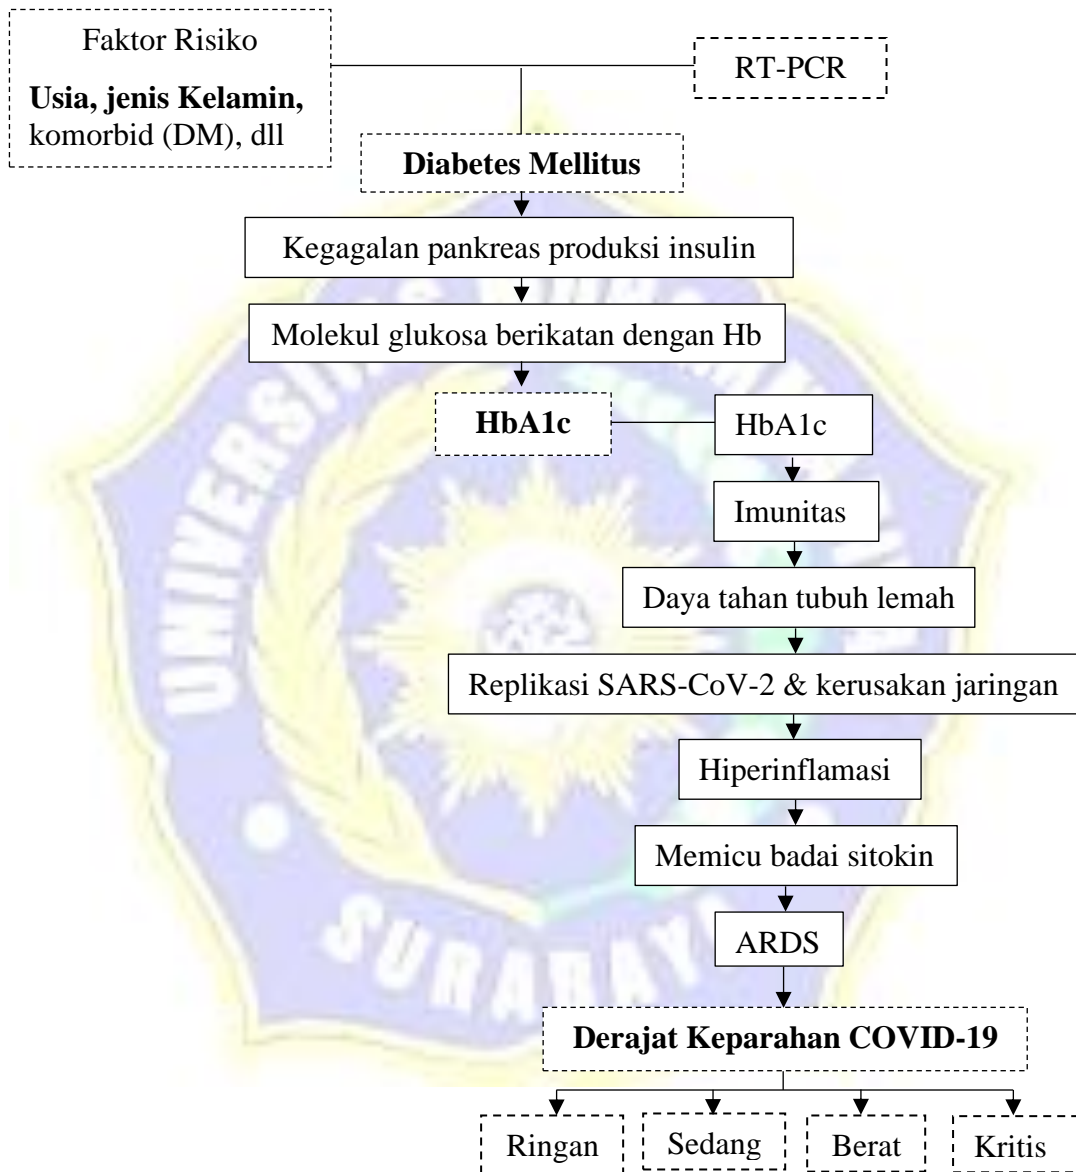 Faktor Risiko
Usia, jenis Kelamin,
komorbid (DM), dll
RT-PCR
Diabetes Mellitus
Kegagalan pankreas produksi insulin
Molekul glukosa berikatan dengan Hb
HbA1c
HbA1c
Imunitas
Daya tahan tubuh lemah
Replikasi SARS-CoV-2 & kerusakan jaringan
Hiperinflamasi
Memicu badai sitokin
ARDS
Derajat Keparahan COVID-19
Ringan
Sedang
Berat
Kritis
UNIVERSITAS MUHAMMADIYAH
SURABAYA